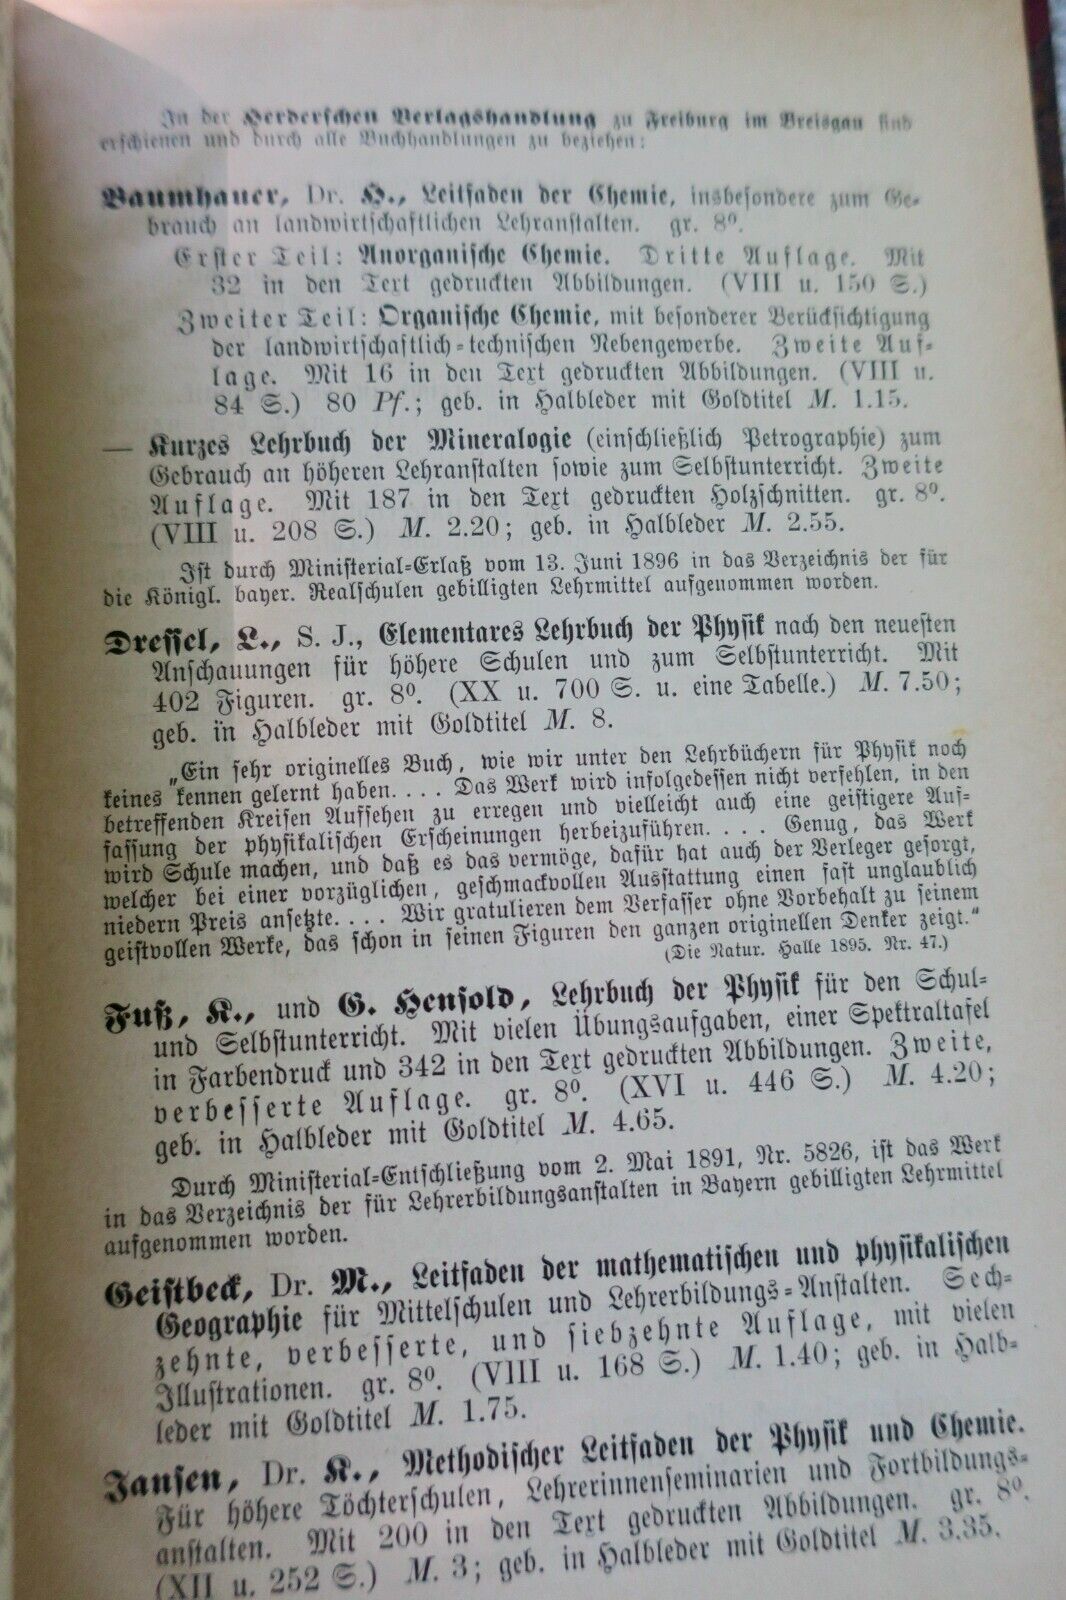 In der Herderschen Verlagshandlung zu Freiburg im Breisgau sind
erschienen und durch alle Buchhandlungen zu beziehen:
Baumhauer, Dr. H., Leitfaden der Chemie, insbesondere zum Ge-
brauch an landwirtschaftlichen Lehranstalten. gr. 8⁰.
Erster Teil: Anorganische Chemie. Dritte Auflage. Mit
32 in den Text gedruckten Abbildungen. (VIII u. 150 S.)
Zweiter Teil: Organische Chemie, mit besonderer Berücksichtigung
der landwirtschaftlich-technischen Nebengewerbe. Zweite Auf-
lage. Mit 16 in den Text gedruckten Abbildungen. (VIII u.
84 S.) 80 Pf.; geb. in Halbleder mit Goldtitel M. 1.15.
— Kurzes Lehrbuch der Mineralogie (einschließlich Petrographie) zum
Gebrauch an höheren Lehranstalten sowie zum Selbstunterricht. Zweite
Auflage. Mit 187 in den Text gedruckten Holzschnitten. gr. 8⁰.
(VIII u. 208 S.) M. 2.20; geb. in Halbleder M. 2.55.
Ist durch Ministerial-Erlaß vom 13. Juni 1896 in das Verzeichnis der für
die Königl. bayer. Realschulen gebilligten Lehrmittel aufgenommen worden.
Dressel, L., S. J., Elementares Lehrbuch der Physik nach den neuesten
Anschauungen für höhere Schulen und zum Selbstunterricht. Mit
402 Figuren. gr. 8⁰. (XX u. 700 S. u. eine Tabelle.) M. 7.50;
geb. in Halbleder mit Goldtitel M. 8.
„Ein sehr originelles Buch, wie wir unter den Lehrbüchern für Physik noch
keines kennen gelernt haben. . . . Das Werk wird infolgedessen nicht verfehlen, in den
betreffenden Kreisen Aufsehen zu erregen und vielleicht auch eine geistigere Auf-
fassung der physikalischen Erscheinungen herbeizuführen. . . . Genug, das Werk
wird Schule machen, und daß es das vermöge, dafür hat auch der Verleger gesorgt,
welcher bei einer vorzüglichen, geschmackvollen Ausstattung einen fast unglaublich
niedern Preis ansetzte. . . . Wir gratulieren dem Verfasser ohne Vorbehalt zu seinem
geistvollen Werke, das schon in seinen Figuren den ganzen originellen Denker zeigt.“
(Die Natur. Halle 1895. Nr. 47.)
Fuß, K., und G. Hensold, Lehrbuch der Physik für den Schul-
und Selbstunterricht. Mit vielen Übungsaufgaben, einer Spektraltafel
in Farbendruck und 342 in den Text gedruckten Abbildungen. Zweite,
verbesserte Auflage. gr. 8⁰. (XVI u. 446 S.) M. 4.20;
geb. in Halbleder mit Goldtitel M. 4.65.
Durch Ministerial-Entschließung vom 2. Mai 1891, Nr. 5826, ist das Werk
in das Verzeichnis der für Lehrerbildungsanstalten in Bayern gebilligten Lehrmittel
aufgenommen worden.
Geistbeck, Dr. M., Leitfaden der mathematischen und physikalischen
Geographie für Mittelschulen und Lehrerbildungs-Anstalten. Sech-
zehnte, verbesserte, und siebzehnte Auflage, mit vielen
Illustrationen. gr. 8⁰. (VIII u. 168 S.) M. 1.40; geb. in Halb-
leder mit Goldtitel M. 1.75.
Jansen, Dr. K., Methodischer Leitfaden der Physik und Chemie.
Für höhere Töchterschulen, Lehrerinnenseminarien und Fortbildungs-
anstalten. Mit 200 in den Text gedruckten Abbildungen. gr. 8⁰.
(XII u. 252 S.) M. 3; geb. in Halbleder mit Goldtitel M. 3.35.